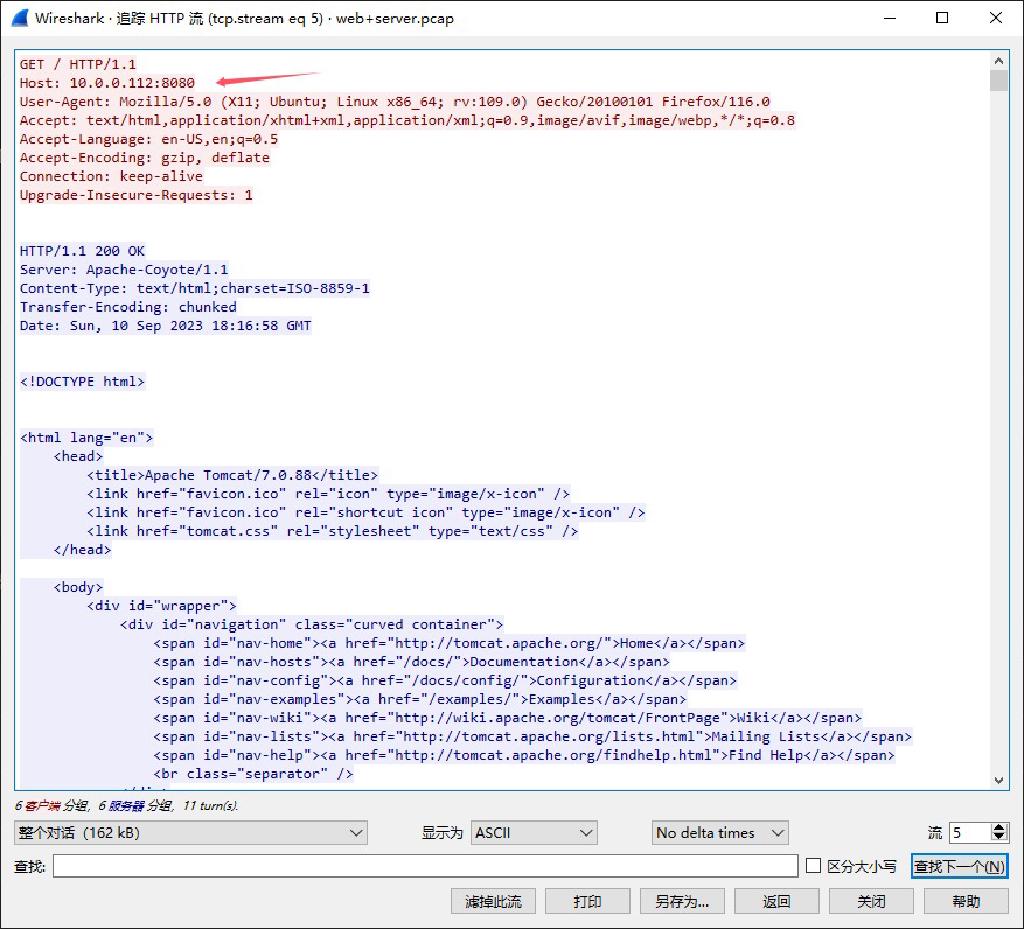 Wireshark · 追踪 HTTP 流 (tcp.stream eq 5) · web+server.pcap
GET / HTTP/1.1
Host: 10.0.0.112:8080
User-Agent: Mozilla/5.0 (X11; Ubuntu; Linux x86_64; rv:109.0) Gecko/20100101 Firefox/116.0
Accept: text/html,application/xhtml+xml,application/xml;q=0.9,image/avif,image/webp,*/*;q=0.8
Accept-Language: en-US,en;q=0.5
Accept-Encoding: gzip, deflate
Connection: keep-alive
Upgrade-Insecure-Requests: 1
HTTP/1.1 200 OK
Server: Apache-Coyote/1.1
Content-Type: text/html;charset=ISO-8859-1
Transfer-Encoding: chunked
Date: Sun, 10 Sep 2023 18:16:58 GMT
<!DOCTYPE html>
<html lang="en">
<head>
<title>Apache Tomcat/7.0.88</title>
<link href="favicon.ico" rel="icon" type="image/x-icon" />
<link href="favicon.ico" rel="shortcut icon" type="image/x-icon" />
<link href="tomcat.css" rel="stylesheet" type="text/css" />
</head>
<body>
<div id="wrapper">
<div id="navigation" class="curved container">
<span id="nav-home"><a href="http://tomcat.apache.org/">Home</a></span>
<span id="nav-hosts"><a href="/docs/">Documentation</a></span>
<span id="nav-config"><a href="/docs/config/">Configuration</a></span>
<span id="nav-examples"><a href="/examples/">Examples</a></span>
<span id="nav-wiki"><a href="http://wiki.apache.org/tomcat/FrontPage">Wiki</a></span>
<span id="nav-lists"><a href="http://tomcat.apache.org/lists.html">Mailing Lists</a></span>
<span id="nav-help"><a href="http://tomcat.apache.org/findhelp.html">Find Help</a></span>
<br class="separator" />
6 客户端 分组, 6 服务器 分组, 11 turn(s).
整个对话 (162 kB) 显示为 ASCII No delta times 流 5
查找: 区分大小写 查找下一个(N)
滤掉此流 打印 另存为... 返回 关闭 帮助